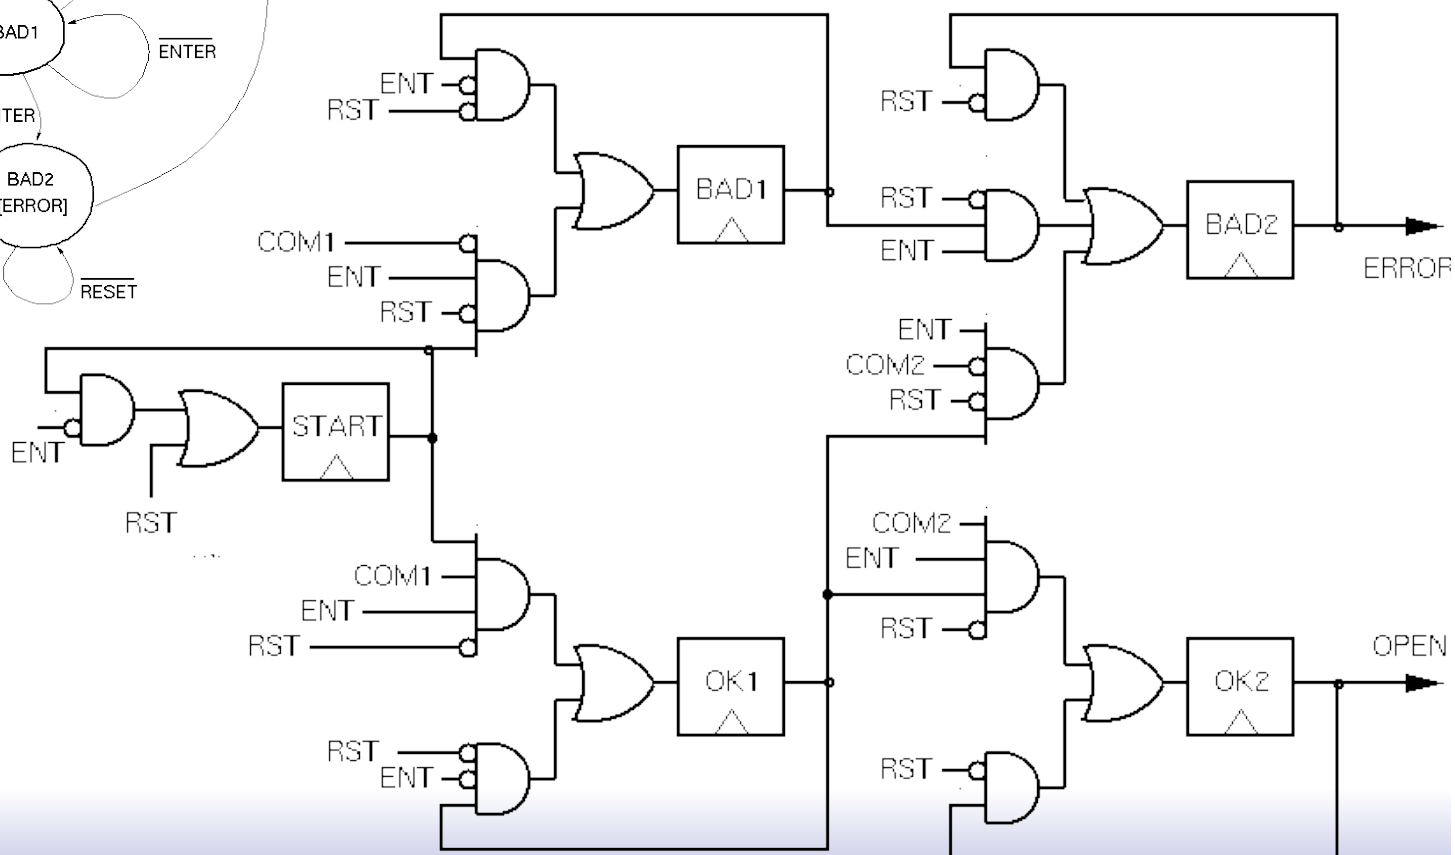 BAD1
ENTER
TER
BAD2
[ERROR]
RESET
ENT
RST
COM1
ENT
RST
BAD1
RST
RST
ENT
BAD2
ERROR
ENT
COM2
RST
START
ENT
RST
COM1
ENT
RST
OK1
RST
ENT
COM2
ENT
RST
OK2
OPEN
RST